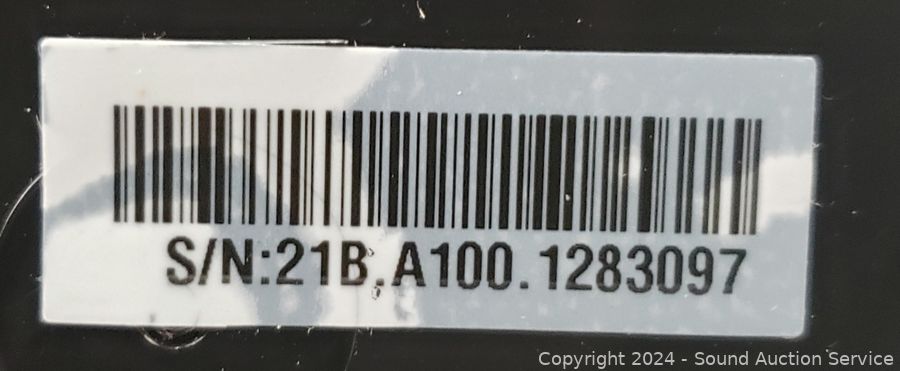 S/N:21B.A100.1283097
Copyright 2024 - Sound Auction Service